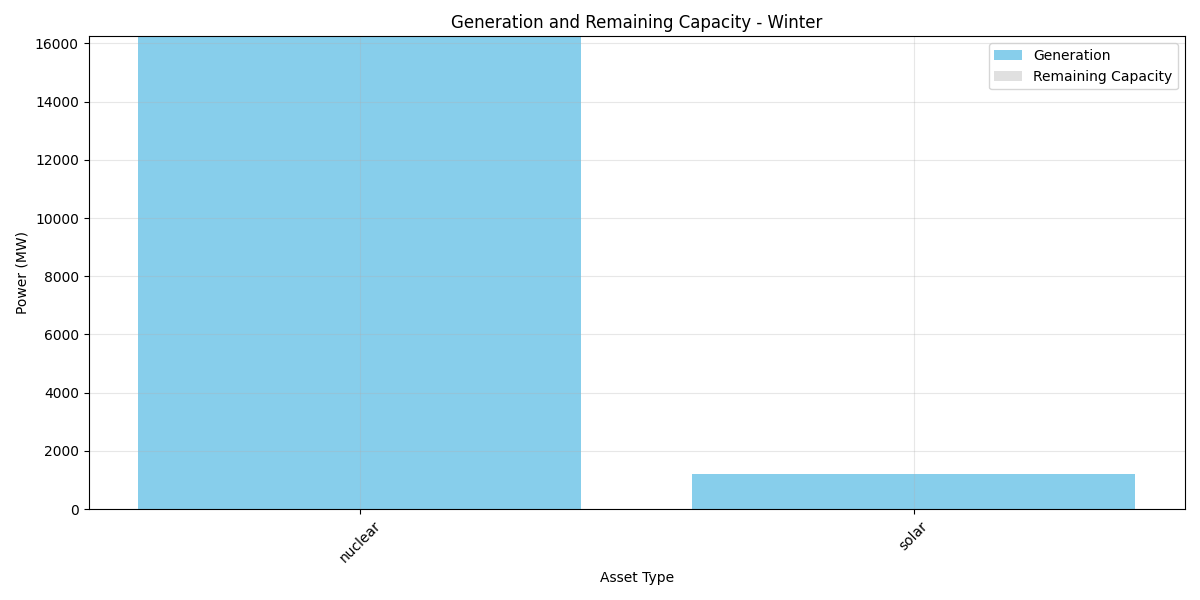 Generation and Remaining Capacity - Winter
Generation
Remaining Capacity
16000
14000
12000
10000
8000
6000
4000
2000
0
Power (MW)
nuclear
solar
Asset Type